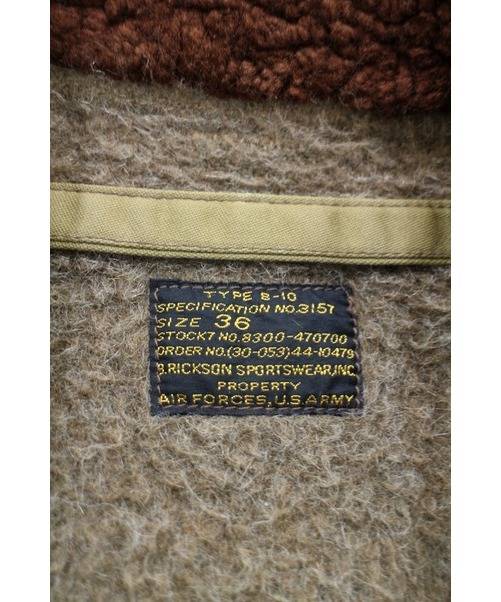 TYPE B-10
SPECIFICATION NO.3157
SIZE 36
STOCK7 NO.8300-470700
ORDER NO.(30-053)44-10479
B.RICKSON SPORTSWEAR,INC.
PROPERTY
AIR FORCES,U.S.ARMY